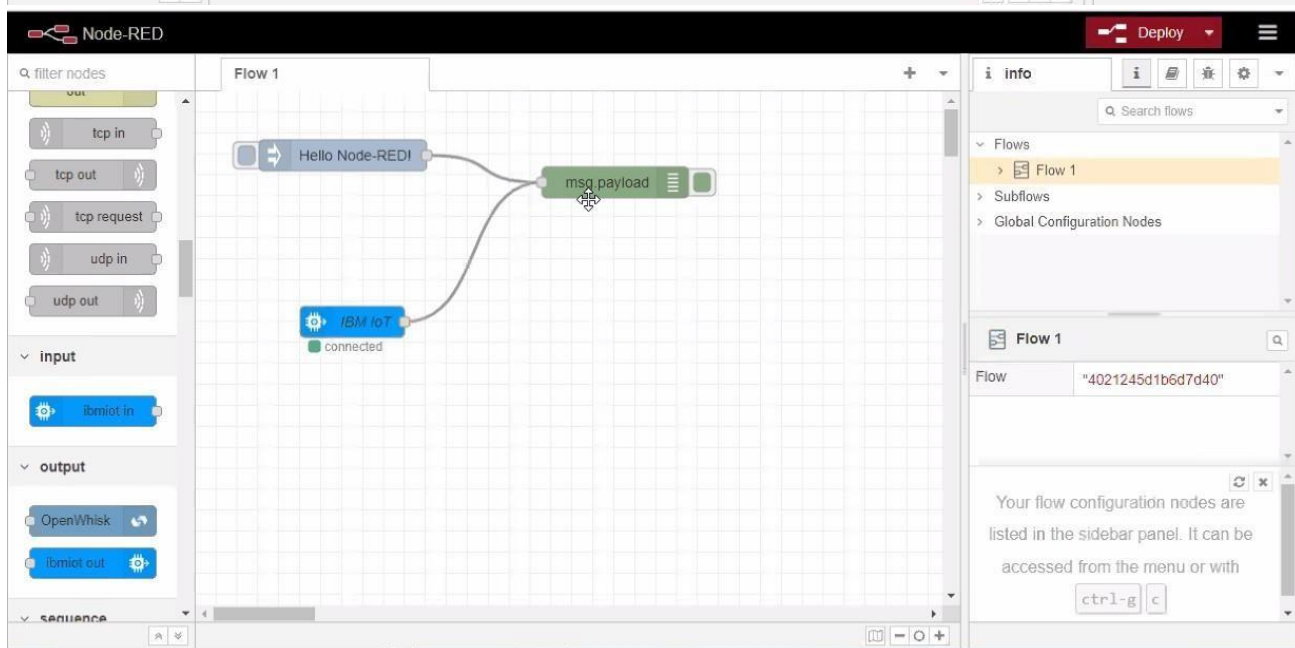 Node-RED
Deploy
filter nodes
out
tcp in
tcp out
tcp request
udp in
udp out
input
ibmiot in
output
OpenWhisk
ibmiot out
sequence
Flow 1
Hello Node-RED!
msg.payload
IBM IoT
connected
i info
i
Search flows
Flows
Flow 1
Subflows
Global Configuration Nodes
Flow 1
Flow "4021245d1b6d7d40"
Your flow configuration nodes are
listed in the sidebar panel. It can be
accessed from the menu or with
ctrl-g c